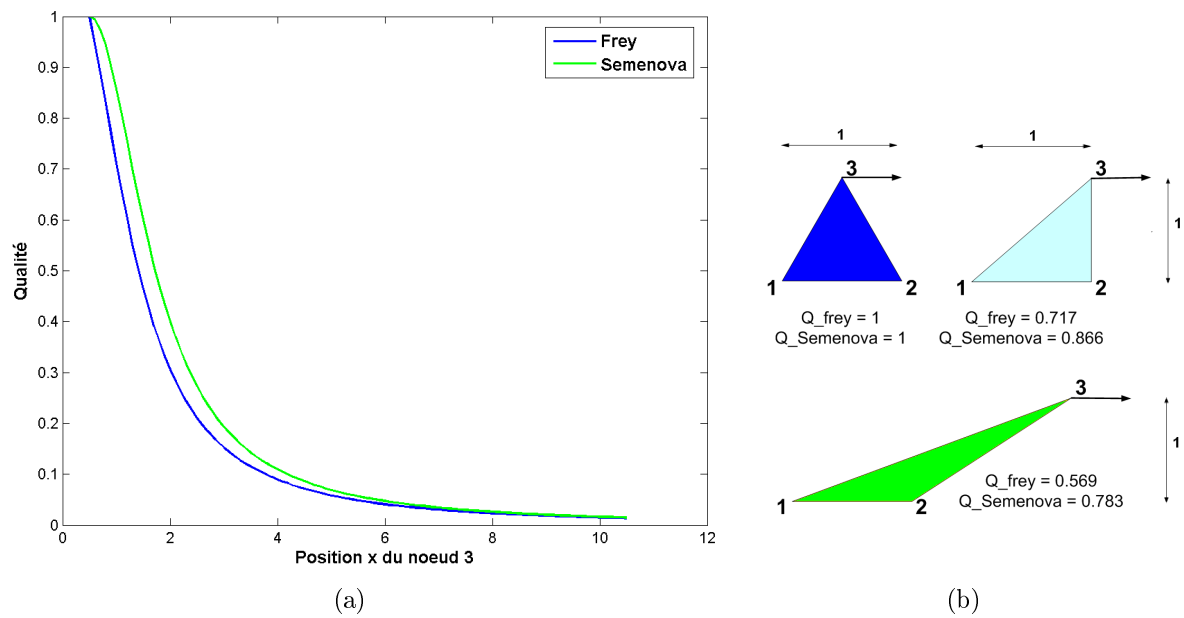 1
0.9
0.8
0.7
0.6
0.5
0.4
0.3
0.2
0.1
0
0 2 4 6 8 10 12
Qualité
Position x du noeud 3
Frey
Semenova
(a)
1
3
1 2
Q_frey = 1
Q_Semenova = 1
1
3
1
1 2
Q_frey = 0.717
Q_Semenova = 0.866
3
1
1 2
Q_frey = 0.569
Q_Semenova = 0.783
(b)